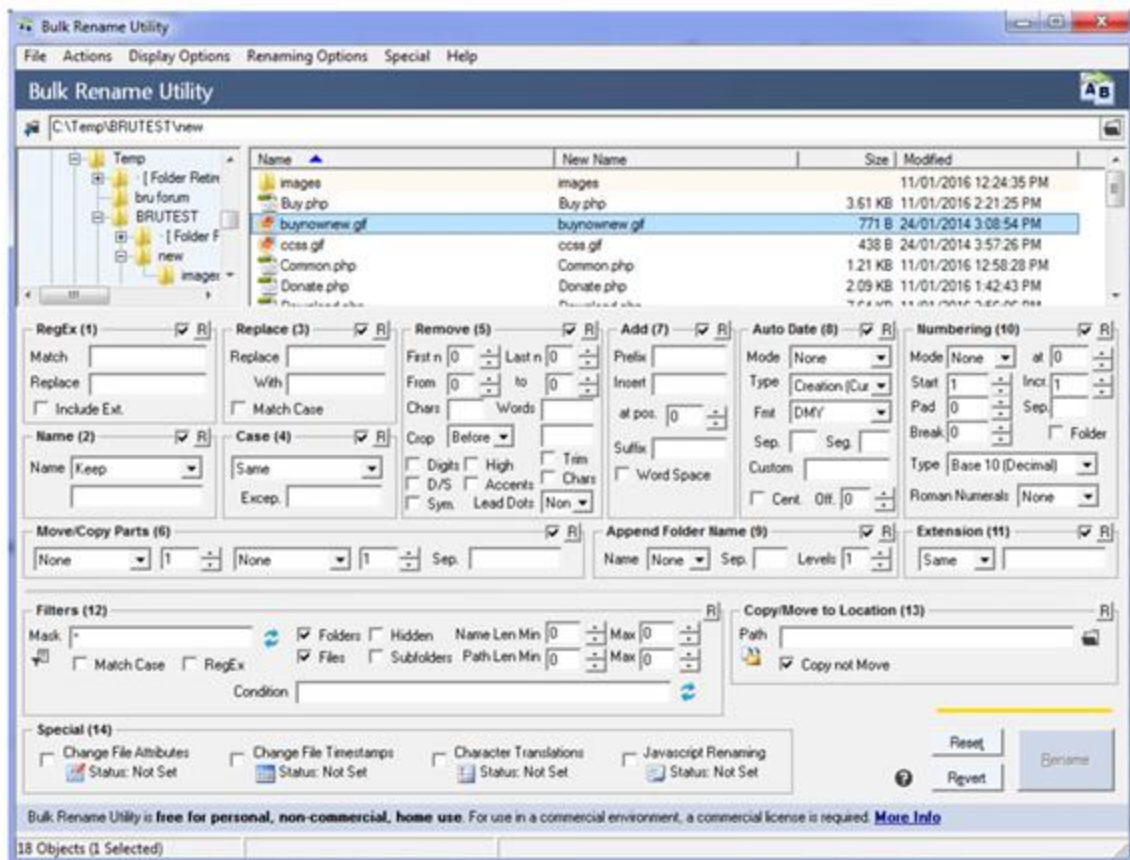 Bulk Rename Utility
File Actions Display Options Renaming Options Special Help
Bulk Rename Utility
AB
C:\Temp\BRUTEST\new
Temp
[ Folder Retire
bru forum
BRUTEST
[ Folder F
new
images
Name New Name Size Modified
images images 11/01/2016 12:24:35 PM
Buy.php Buy.php 3.61 KB 11/01/2016 2:21:25 PM
buynownew.gif buynownew.gif 771 B 24/01/2014 3:08:54 PM
ccss.gif ccss.gif 438 B 24/01/2014 3:57:26 PM
Common.php Common.php 1.21 KB 11/01/2016 12:58:28 PM
Donate.php Donate.php 2.09 KB 11/01/2016 1:42:43 PM
RegEx (1) R
Match
Replace
Include Ext.
Replace (3) R
Replace
With
Match Case
Remove (5) R
First n 0 Last n 0
From 0 to 0
Chars Words
Crop Before
Digits High Trim
D/S Accents Chars
Sym. Lead Dots Non
Add (7) R
Prefix
Insert
at pos. 0
Suffix
Word Space
Auto Date (8) R
Mode None
Type Creation (Cur
Fmt DMY
Sep. Seg.
Custom
Cent. Off. 0
Numbering (10) R
Mode None at 0
Start 1 Incr. 1
Pad 0 Sep.
Break 0 Folder
Type Base 10 (Decimal)
Roman Numerals None
Name (2) R
Name Keep
Case (4) R
Same
Excep.
Move/Copy Parts (6) R
None 1 None 1 Sep.
Append Folder Name (9) R
Name None Sep. Levels 1
Extension (11) R
Same
Filters (12) R
Mask * Folders Hidden Name Len Min 0 Max 0
Match Case RegEx Files Subfolders Path Len Min 0 Max 0
Condition
Copy/Move to Location (13) R
Path
Copy not Move
Special (14)
Change File Attributes Change File Timestamps Character Translations Javascript Renaming
Status: Not Set Status: Not Set Status: Not Set Status: Not Set
Reset
Revert
Rename
Bulk Rename Utility is free for personal, non-commercial, home use. For use in a commercial environment, a commercial license is required. More Info
18 Objects (1 Selected)